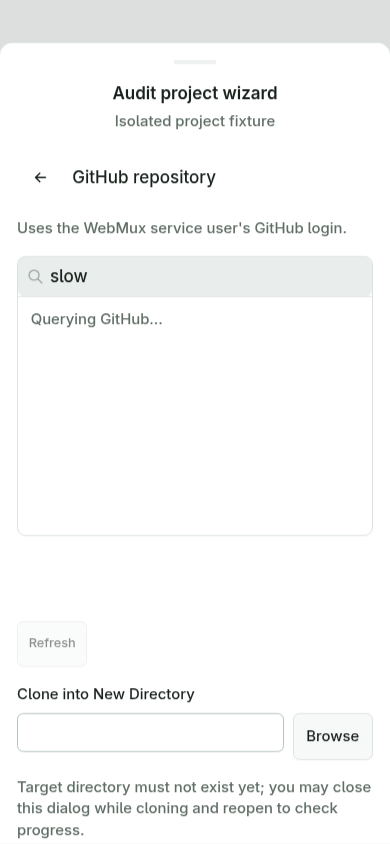 Audit project wizard
Isolated project fixture
← GitHub repository
Uses the WebMux service user's GitHub login.
slow
Querying GitHub...
Refresh
Clone into New Directory
Browse
Target directory must not exist yet; you may close
this dialog while cloning and reopen to check
progress.